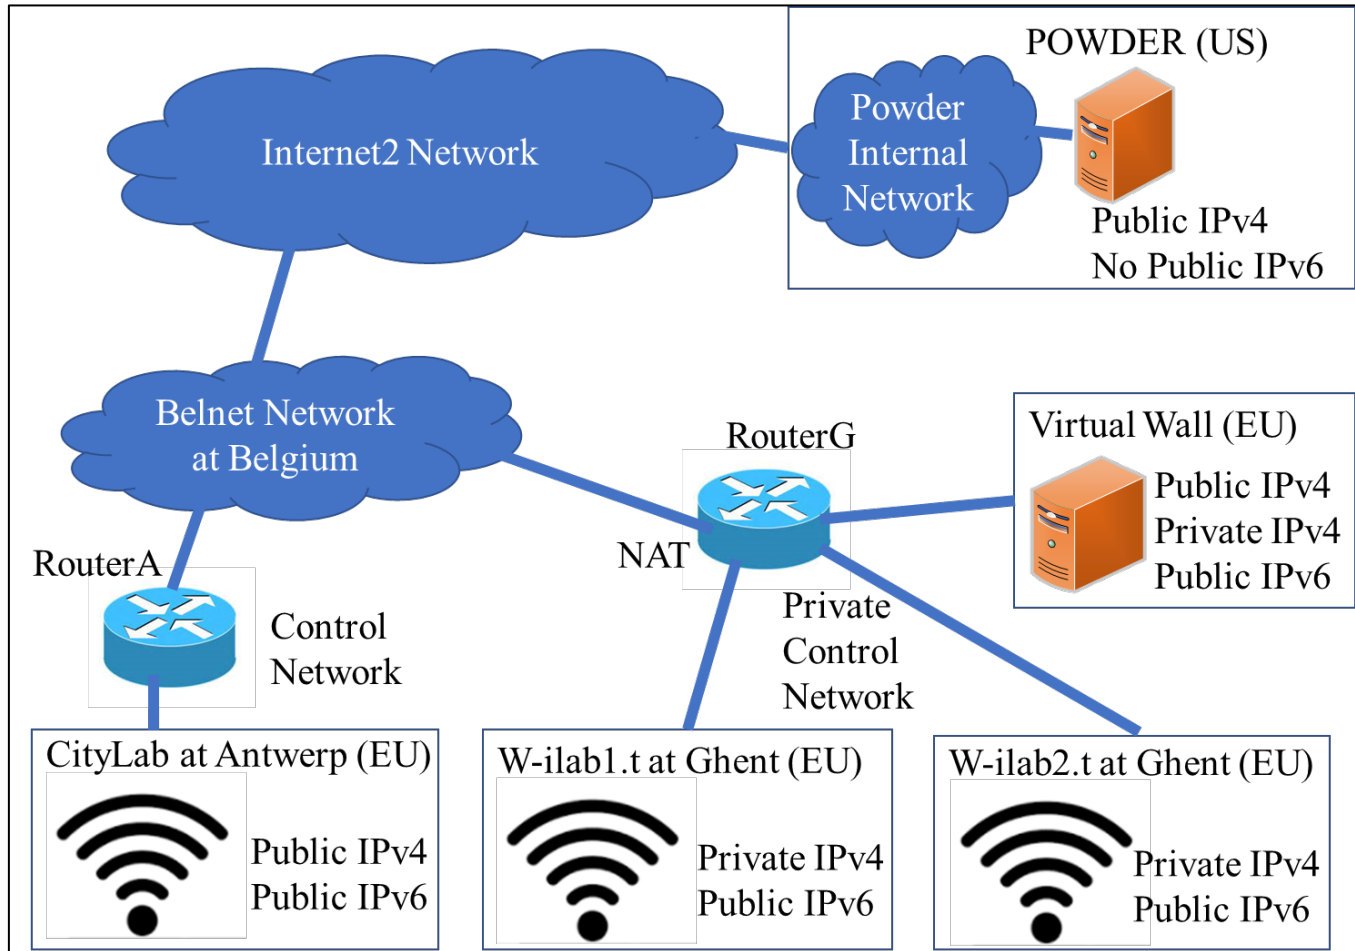 POWDER (US)
Powder
Internal
Network
Internet2 Network
Public IPv4
No Public IPv6
Belnet Network
at Belgium
RouterG
Virtual Wall (EU)
Public IPv4
Private IPv4
Public IPv6
NAT
RouterA
Control
Network
Private
Control
Network
CityLab at Antwerp (EU)
Public IPv4
Public IPv6
W-ilab1.t at Ghent (EU)
Private IPv4
Public IPv6
W-ilab2.t at Ghent (EU)
Private IPv4
Public IPv6